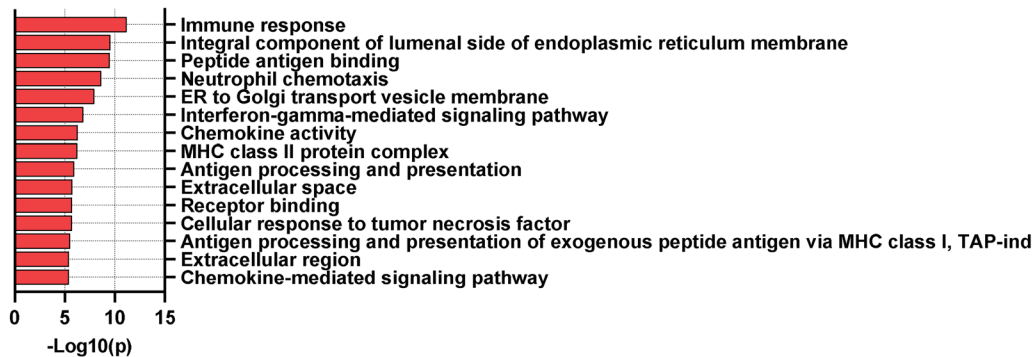 Immune response
Integral component of lumenal side of endoplasmic reticulum membrane
Peptide antigen binding
Neutrophil chemotaxis
ER to Golgi transport vesicle membrane
Interferon-gamma-mediated signaling pathway
Chemokine activity
MHC class II protein complex
Antigen processing and presentation
Extracellular space
Receptor binding
Cellular response to tumor necrosis factor
Antigen processing and presentation of exogenous peptide antigen via MHC class I, TAP-ind
Extracellular region
Chemokine-mediated signaling pathway
0 5 10 15
-Log10(p)